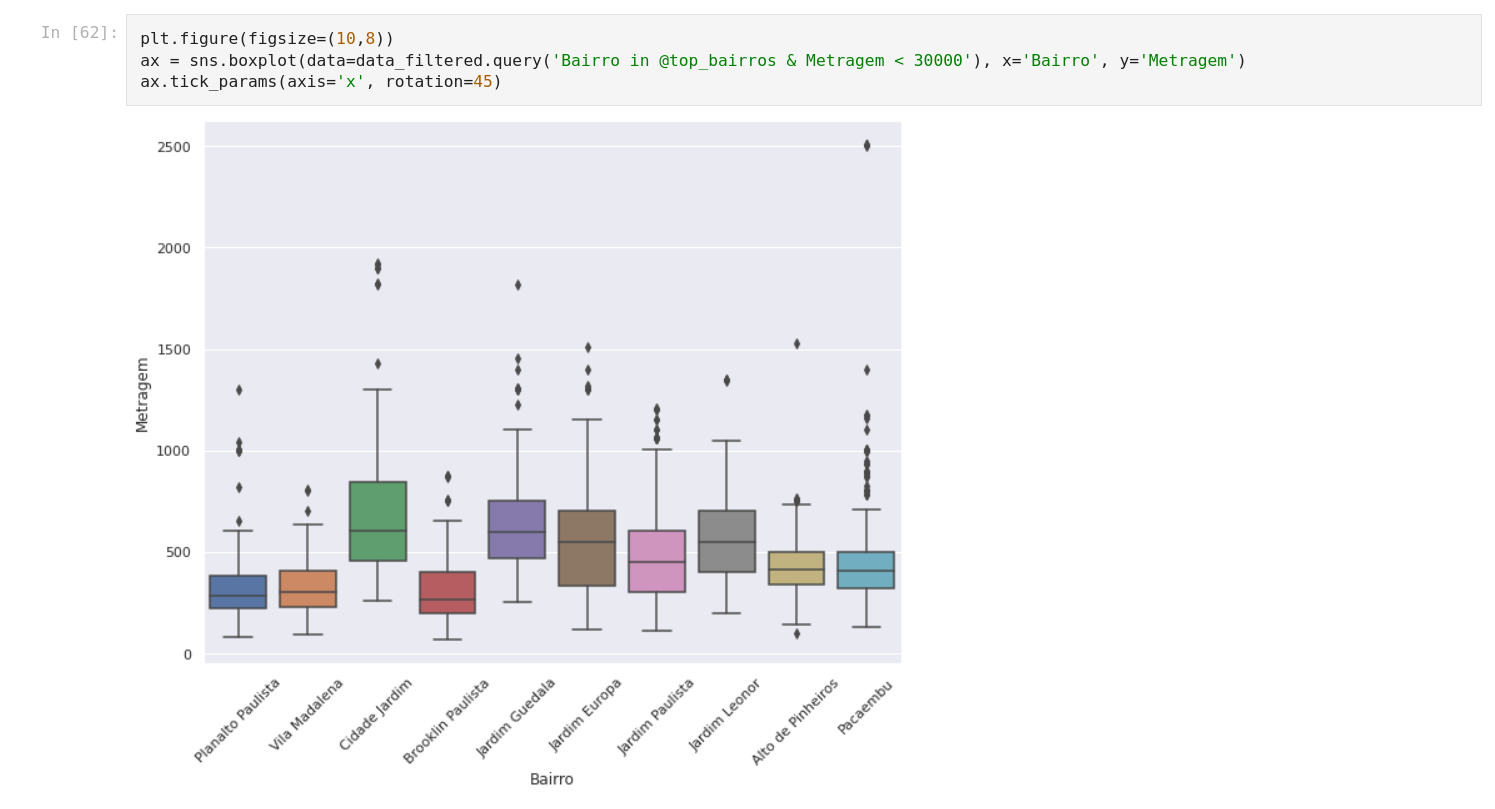 In [62]:
plt.figure(figsize=(10,8))
ax = sns.boxplot(data=data_filtered.query('Bairro in @top_bairros & Metragem < 30000'), x='Bairro', y='Metragem')
ax.tick_params(axis='x', rotation=45)
2500
2000
1500
1000
500
0
Metragem
Planalto Paulista
Vila Madalena
Cidade Jardim
Brooklin Paulista
Jardim Guedala
Jardim Europa
Jardim Paulista
Jardim Leonor
Alto de Pinheiros
Pacaembu
Bairro